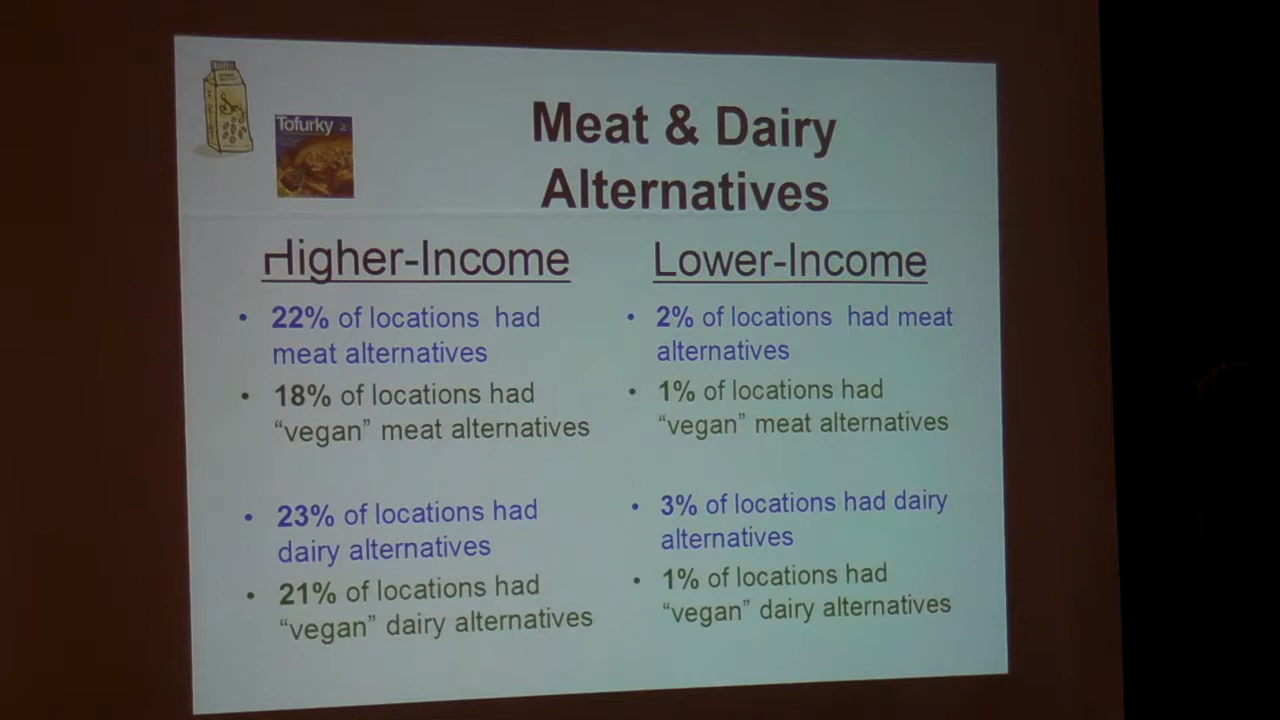 Tofurky
Meat & Dairy
Alternatives
Higher-Income
22% of locations had
meat alternatives
18% of locations had
“vegan” meat alternatives
23% of locations had
dairy alternatives
21% of locations had
“vegan” dairy alternatives
Lower-Income
2% of locations had meat
alternatives
1% of locations had
“vegan” meat alternatives
3% of locations had dairy
alternatives
1% of locations had
“vegan” dairy alternatives